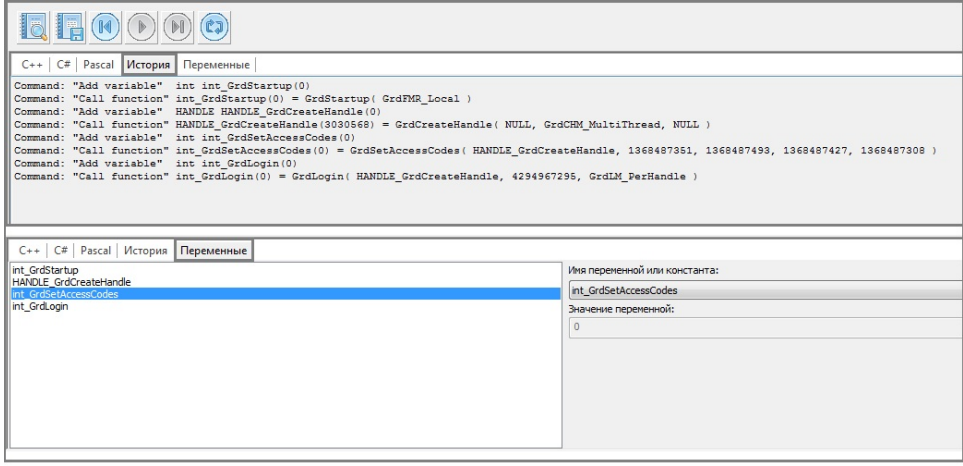 C++ C# Pascal История Переменные
Command: "Add variable" int int_GrdStartup(0)
Command: "Call function" int_GrdStartup(0) = GrdStartup( GrdFMR_Local )
Command: "Add variable" HANDLE HANDLE_GrdCreateHandle(0)
Command: "Call function" HANDLE_GrdCreateHandle(3030568) = GrdCreateHandle( NULL, GrdCHM_MultiThread, NULL )
Command: "Add variable" int int_GrdSetAccessCodes(0)
Command: "Call function" int_GrdSetAccessCodes(0) = GrdSetAccessCodes( HANDLE_GrdCreateHandle, 1368487351, 1368487493, 1368487427, 1368487308 )
Command: "Add variable" int int_GrdLogin(0)
Command: "Call function" int_GrdLogin(0) = GrdLogin( HANDLE_GrdCreateHandle, 4294967295, GrdLM_PerHandle )
C++ C# Pascal История Переменные
int_GrdStartup
HANDLE_GrdCreateHandle
int_GrdSetAccessCodes
int_GrdLogin
Имя переменной или константа:
int_GrdSetAccessCodes
Значение переменной:
0